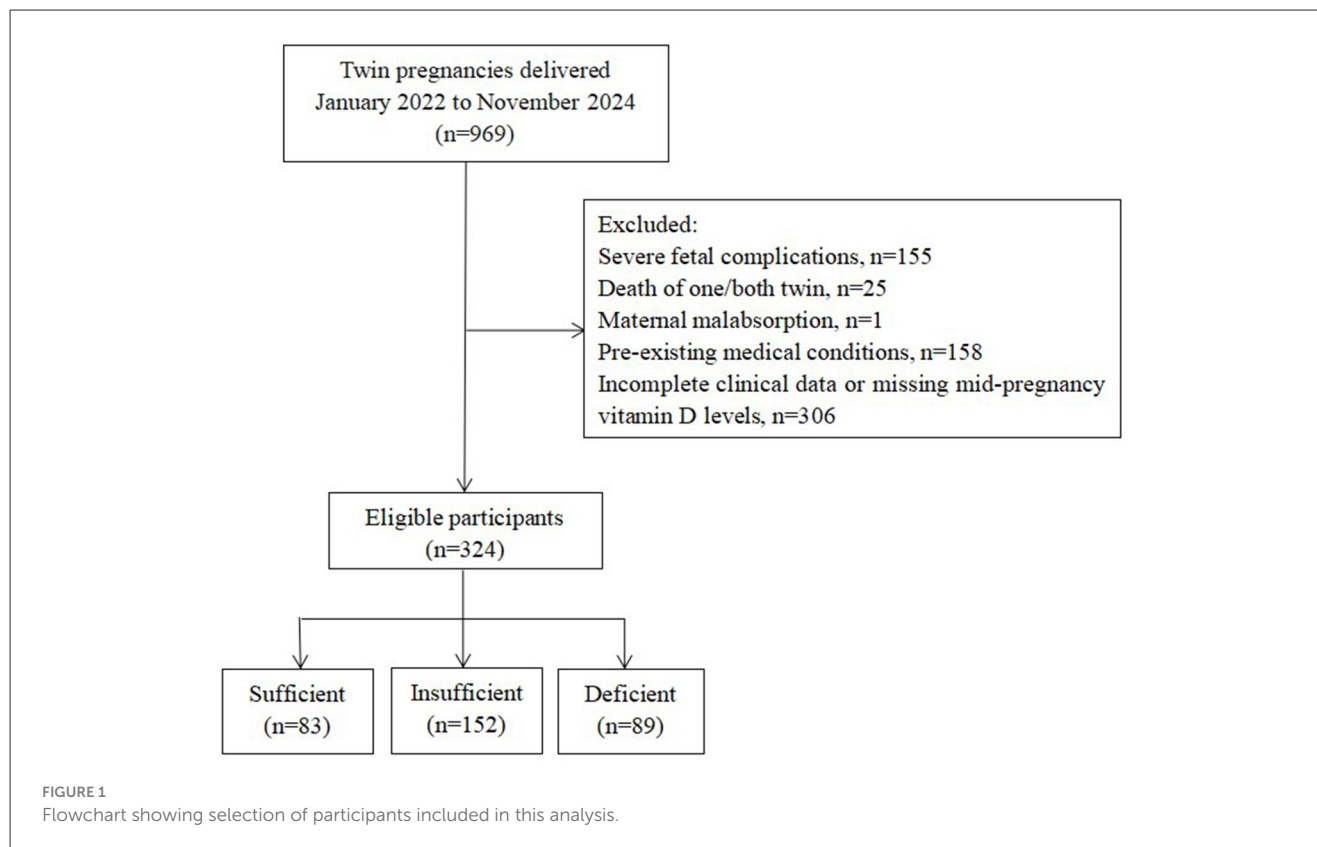 Twin pregnancies delivered
January 2022 to November 2024
(n=969)
Excluded:
Severe fetal complications, n=155
Death of one/both twin, n=25
Maternal malabsorption, n=1
Pre-existing medical conditions, n=158
Incomplete clinical data or missing mid-pregnancy
vitamin D levels, n=306
Eligible participants
(n=324)
Sufficient
(n=83)
Insufficient
(n=152)
Deficient
(n=89)
FIGURE 1
Flowchart showing selection of participants included in this analysis.